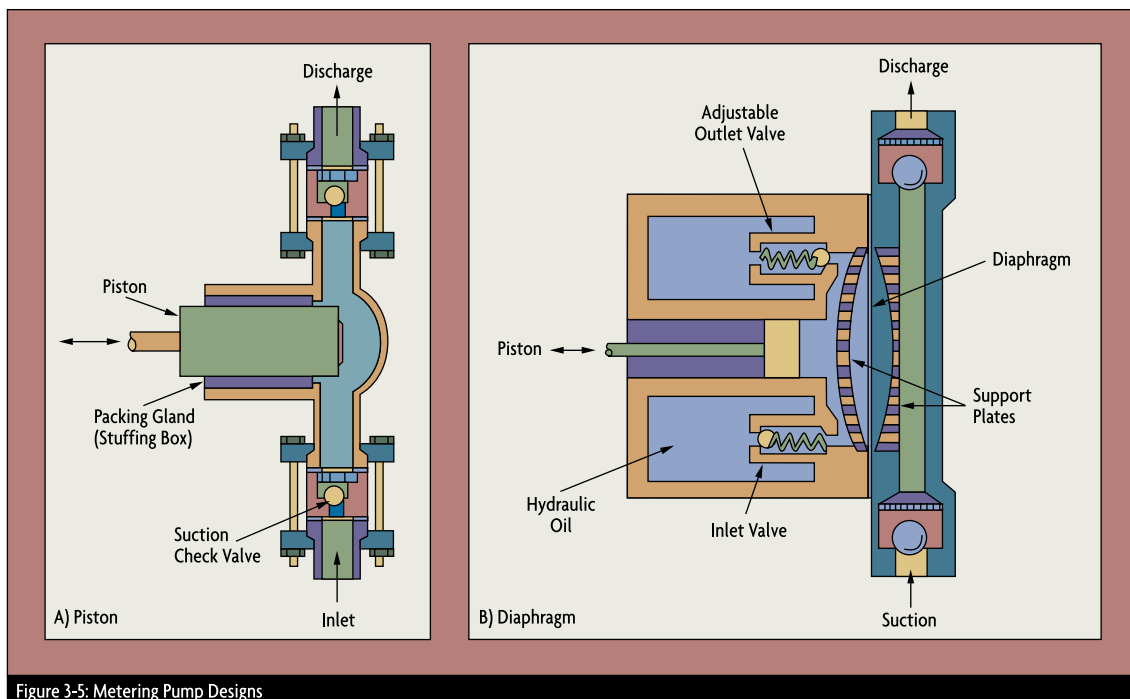 Discharge
Piston
Packing Gland
(Stuffing Box)
Suction
Check Valve
Inlet
A) Piston
Discharge
Adjustable
Outlet Valve
Diaphragm
Piston
Support
Plates
Hydraulic
Oil
Inlet Valve
Suction
B) Diaphragm
Figure 3-5: Metering Pump Designs